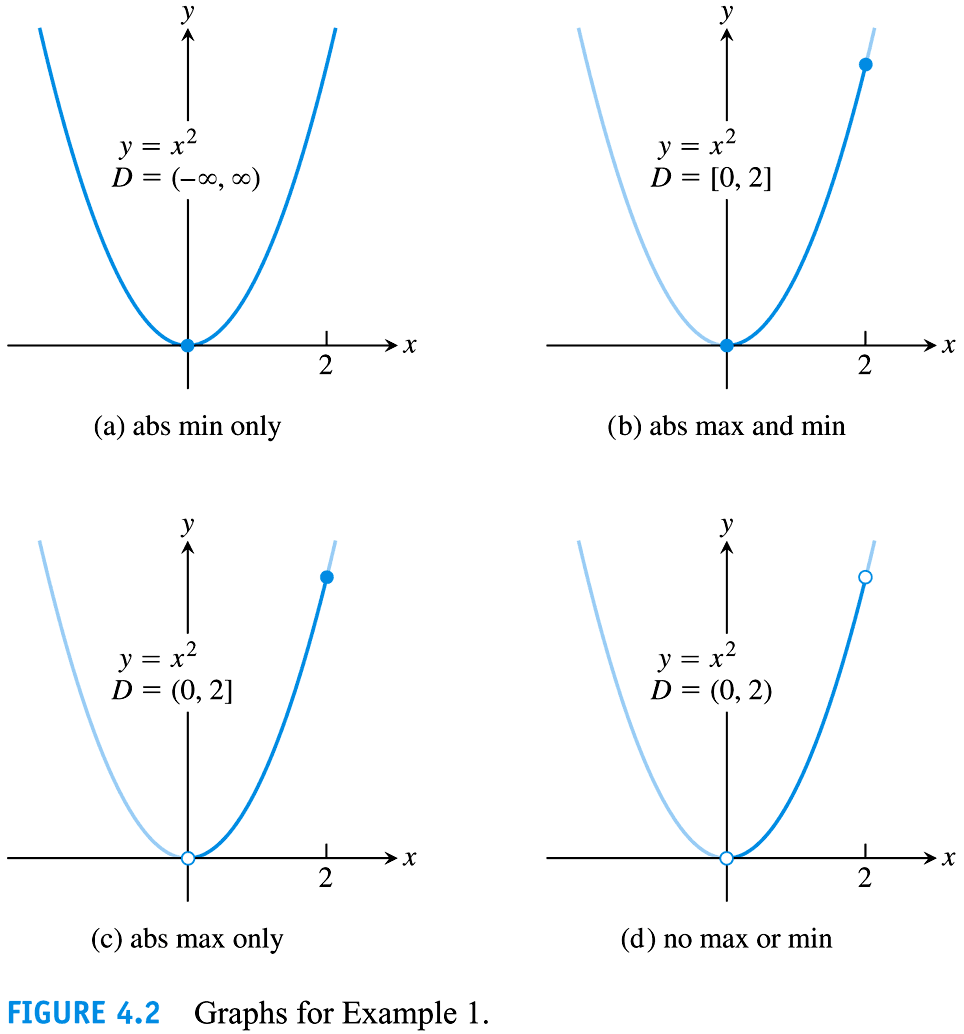 y
y = x²
D = (–∞, ∞)
x
2
(a) abs min only
y
y = x²
D = [0, 2]
x
2
(b) abs max and min
y
y = x²
D = (0, 2]
x
2
(c) abs max only
y
y = x²
D = (0, 2)
x
2
(d) no max or min
FIGURE 4.2 Graphs for Example 1.